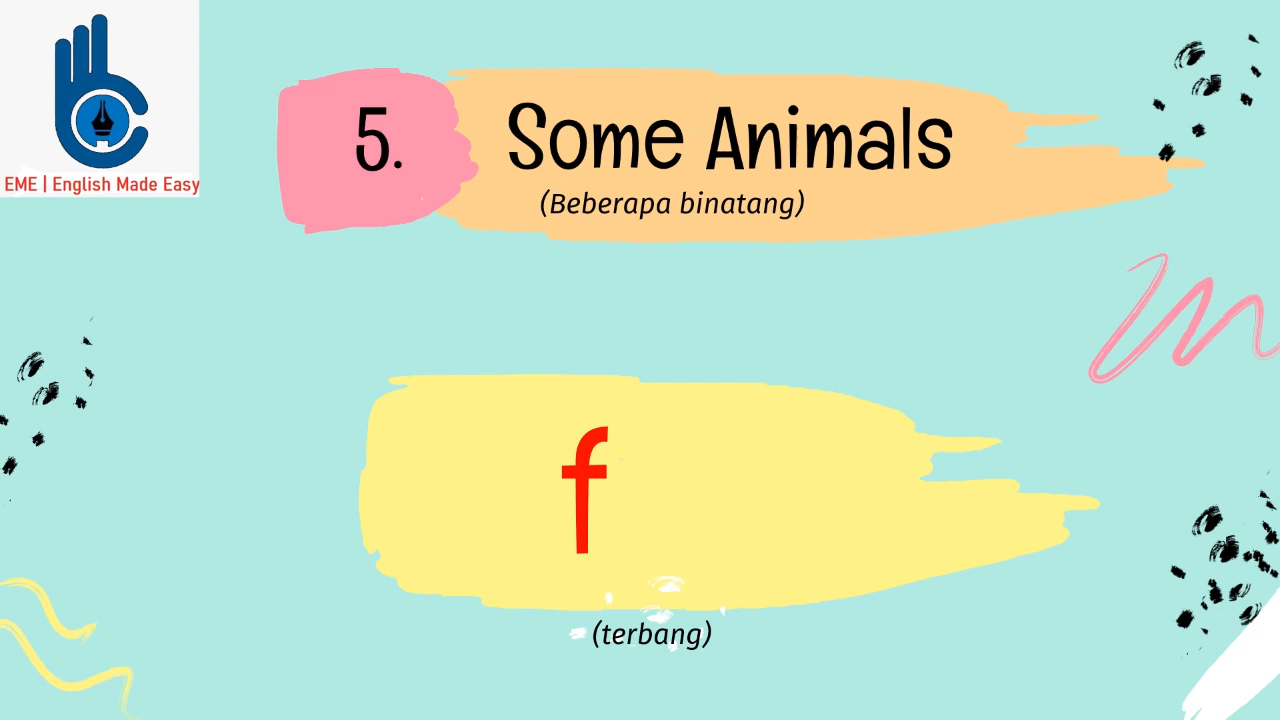 EME | English Made Easy
5. Some Animals
(Beberapa binatang)
f
(terbang)